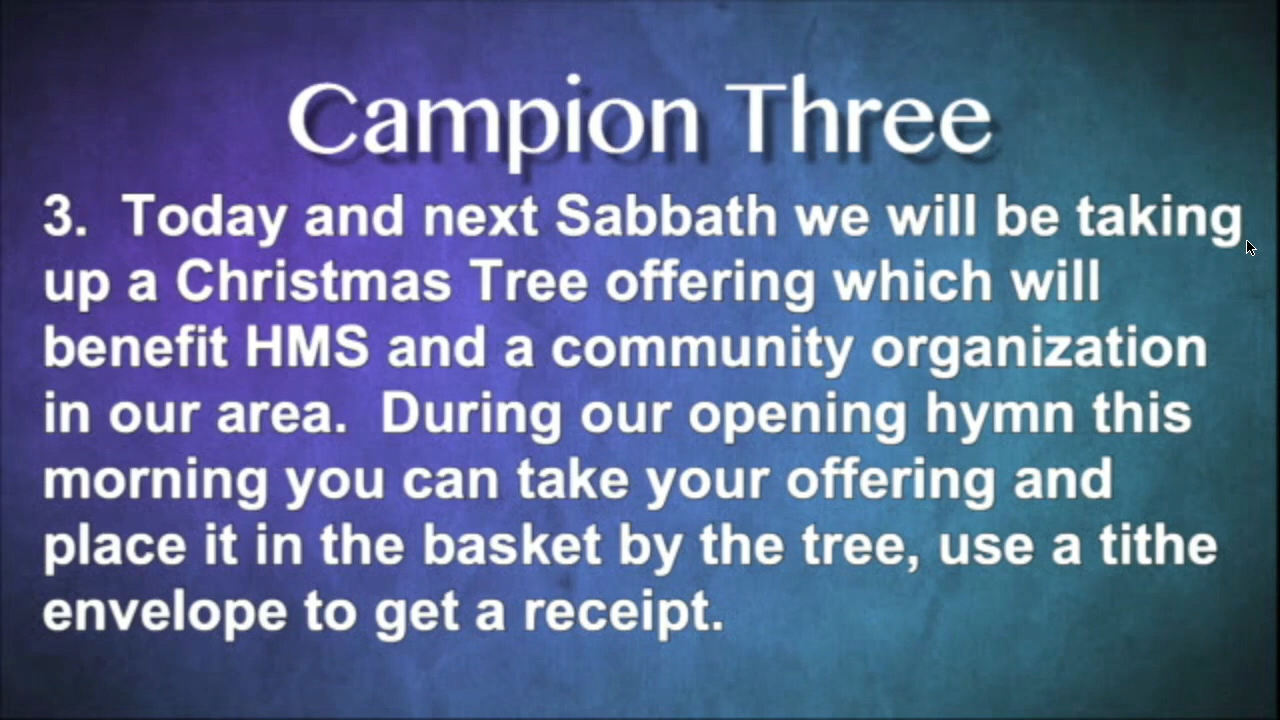 Campion Three
3.  Today and next Sabbath we will be taking
up a Christmas Tree offering which will
benefit HMS and a community organization
in our area.  During our opening hymn this
morning you can take your offering and
place it in the basket by the tree, use a tithe
envelope to get a receipt.